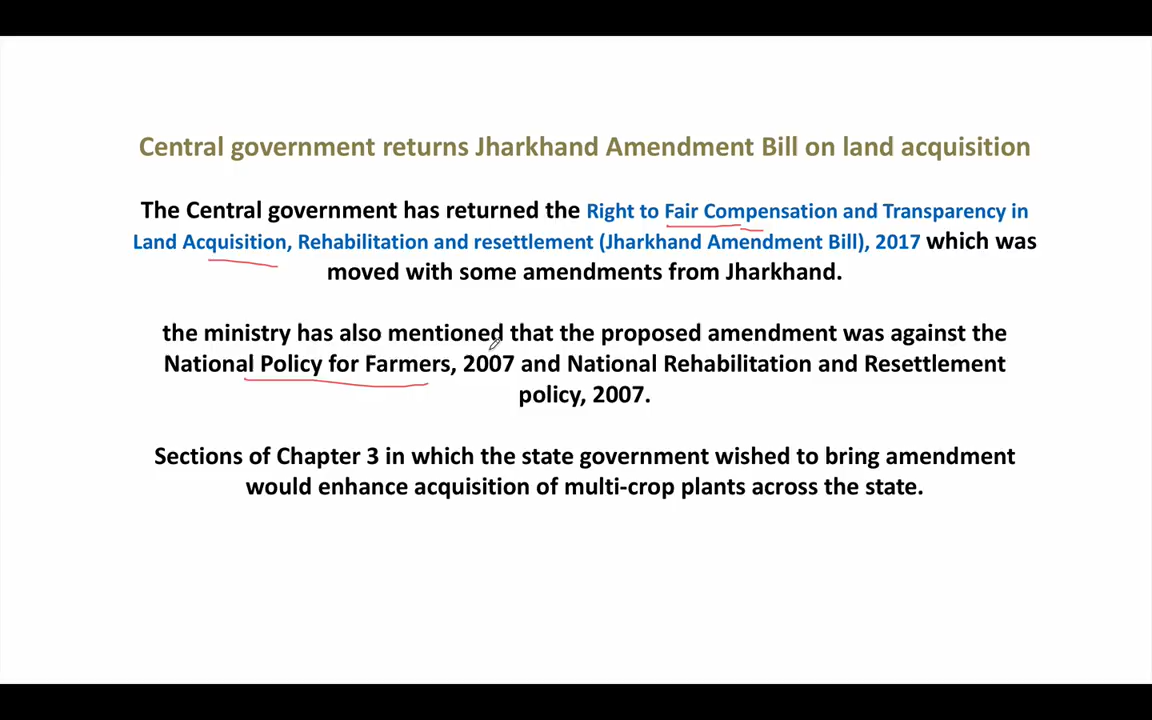 Central government returns Jharkhand Amendment Bill on land acquisition
The Central government has returned the Right to Fair Compensation and Transparency in
Land Acquisition, Rehabilitation and resettlement (Jharkhand Amendment Bill), 2017 which was
moved with some amendments from Jharkhand.
the ministry has also mentioned that the proposed amendment was against the
National Policy for Farmers, 2007 and National Rehabilitation and Resettlement
policy, 2007.
Sections of Chapter 3 in which the state government wished to bring amendment
would enhance acquisition of multi-crop plants across the state.